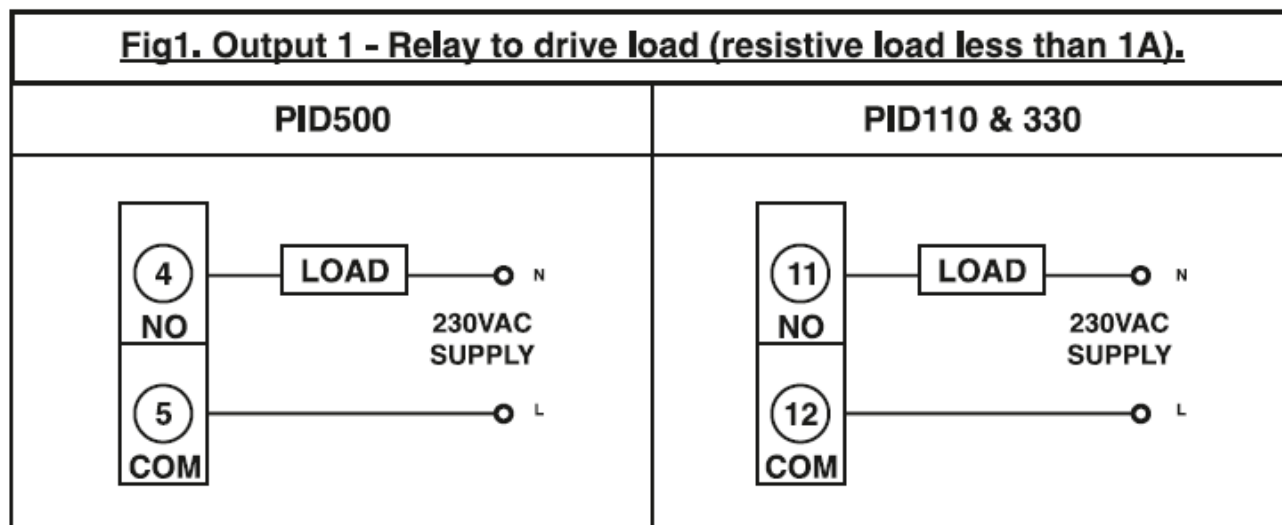 Fig1. Output 1 - Relay to drive load (resistive load less than 1A).
PID500
PID110 & 330
4
LOAD
N
NO
230VAC
SUPPLY
5
L
COM
11
LOAD
N
NO
230VAC
SUPPLY
12
L
COM